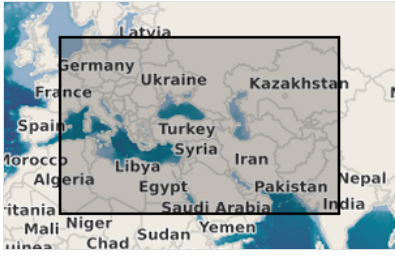 Latvia
Germany
Ukraine
Kazakhstan
France
Spain
Turkey
Syria
Morocco
Iran
Libya
Algeria
Egypt
Pakistan
Nepal
Saudi Arabia
India
ritania
Niger
Mali
Sudan
Yemen
Chad
uinea
N